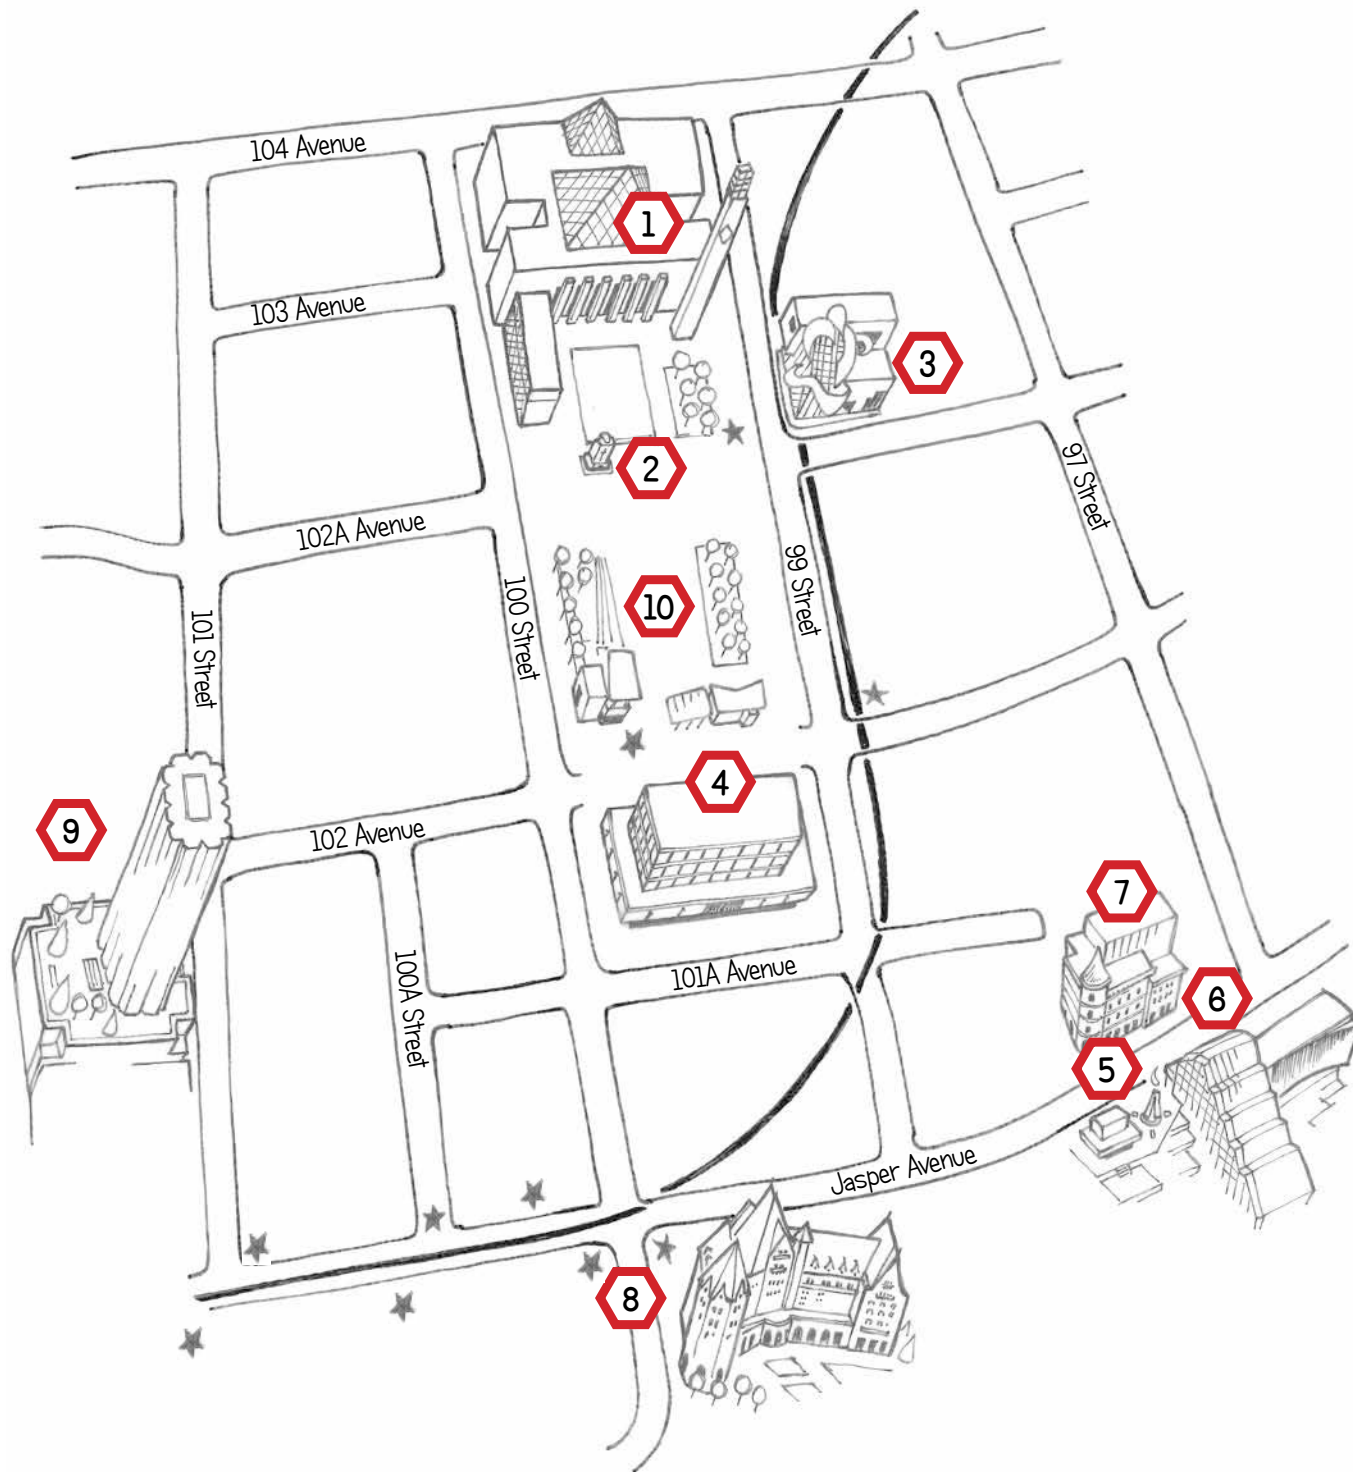 104 Avenue
1
103 Avenue
3
2
97 Street
102A Avenue
99 Street
100 Street
10
101 Street
4
9
102 Avenue
7
101A Avenue
100A Street
6
5
Jasper Avenue
8